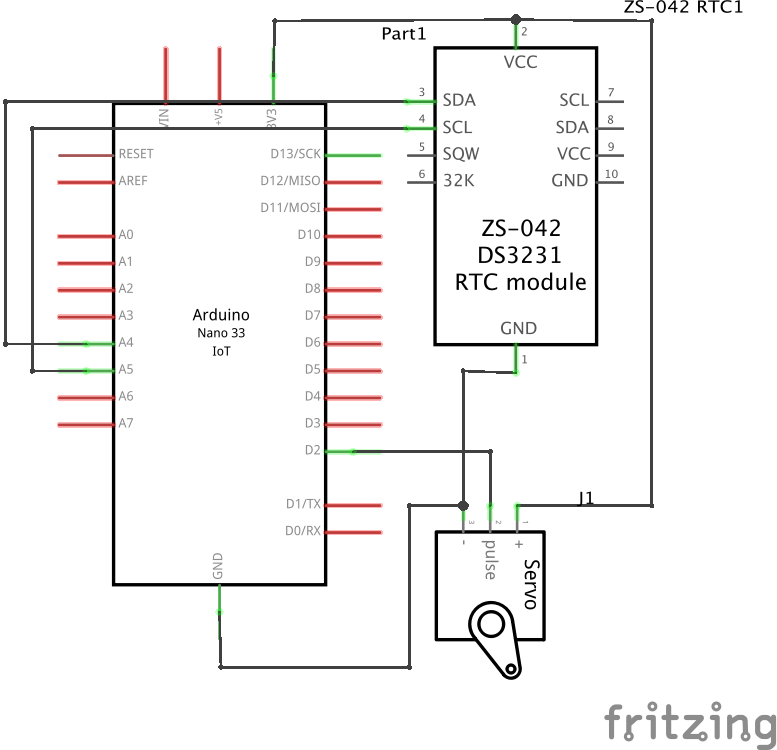 ZS-042 RTC1
Part1
2
VCC
3
SDA
SCL
7
4
SCL
SDA
8
5
SQW
VCC
9
6
32K
GND
10
ZS-042
DS3231
RTC module
GND
1
VIN
+V5
3V3
RESET
D13/SCK
AREF
D12/MISO
D11/MOSI
A0
D10
A1
D9
A2
D8
A3
D7
Arduino
Nano 33
IoT
A4
D6
A5
D5
A6
D4
A7
D3
D2
D1/TX
D0/RX
GND
J1
3
2
1
-
pulse
+
Servo
fritzing